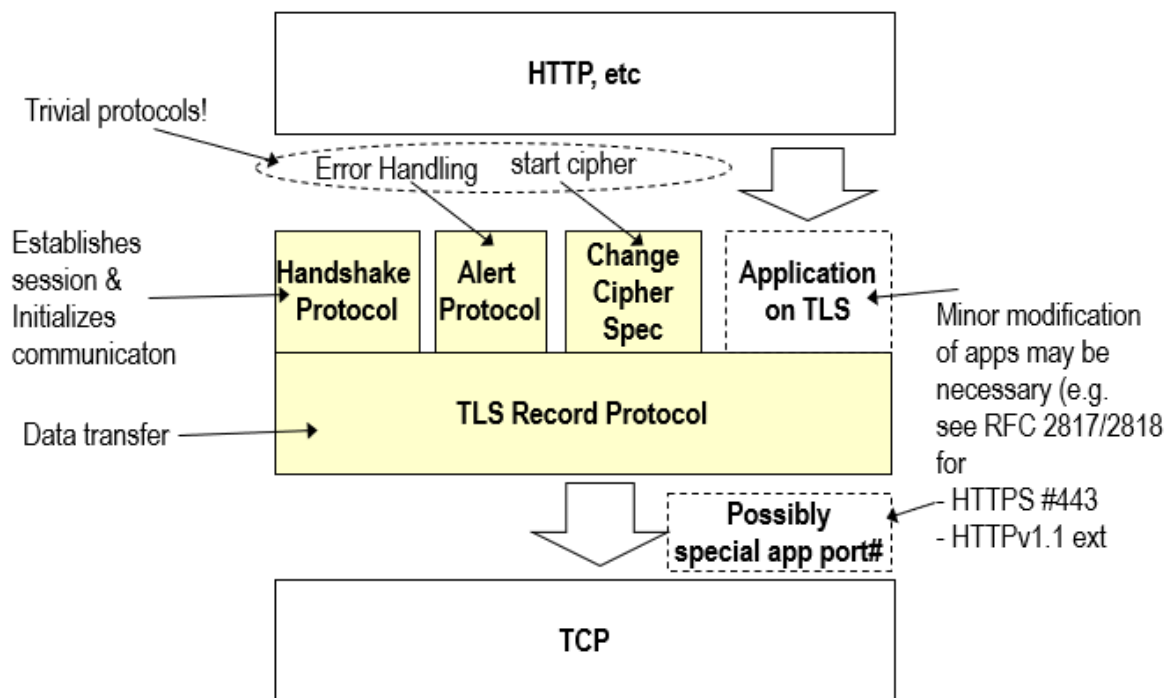 HTTP, etc
Trivial protocols!
Error Handling
start cipher
Establishes
session &
Initializes
communicaton
Handshake
Protocol
Alert
Protocol
Change
Cipher
Spec
Application
on TLS
Minor modification
of apps may be
necessary (e.g.
see RFC 2817/2818
for
- HTTPS #443
- HTTPv1.1 ext
TLS Record Protocol
Data transfer
Possibly
special app port#
TCP